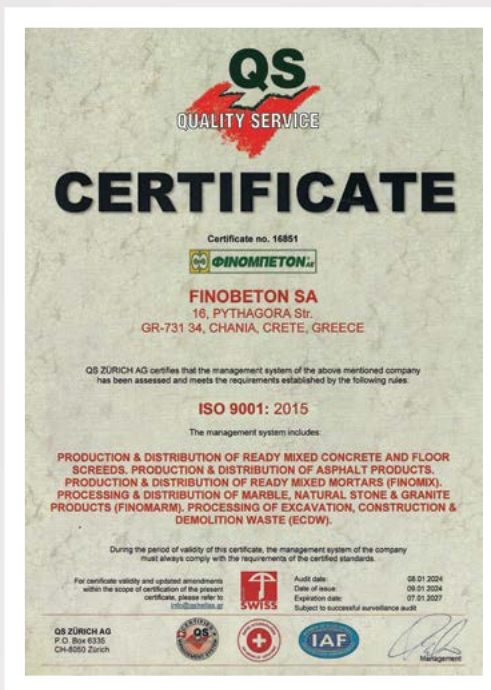 QS
QUALITY SERVICE
CERTIFICATE
Certificate no. 16851
ΦΙΝΟΜΠΕΤΟΝ ΑΕ
FINOBETON SA
16, PYTHAGORA Str.
GR-731 34, CHANIA, CRETE, GREECE
QS ZÜRICH AG certifies that the management system of the above mentioned company
has been assessed and meets the requirements established by the following rules:
ISO 9001: 2015
The management system includes:
PRODUCTION & DISTRIBUTION OF READY MIXED CONCRETE AND FLOOR
SCREEDS. PRODUCTION & DISTRIBUTION OF ASPHALT PRODUCTS.
PRODUCTION & DISTRIBUTION OF READY MIXED MORTARS (FINOMIX).
PROCESSING & DISTRIBUTION OF MARBLE, NATURAL STONE & GRANITE
PRODUCTS (FINOMARM). PROCESSING OF EXCAVATION, CONSTRUCTION &
DEMOLITION WASTE (ECDW).
During the period of validity of this certificate, the management system of the company
must always comply with the requirements of the certified standards.
For certificate validity and updated amendments
within the scope of certification of the present
certificate, please refer to
info@qshellas.gr
SWISS
Audit date: 08.01.2024
Date of issue: 09.01.2024
Expiration date: 07.01.2027
Subject to successful surveillance audit
QS ZÜRICH AG
P.O. Box 6335
CH-8050 Zürich
QS
IAF
Management